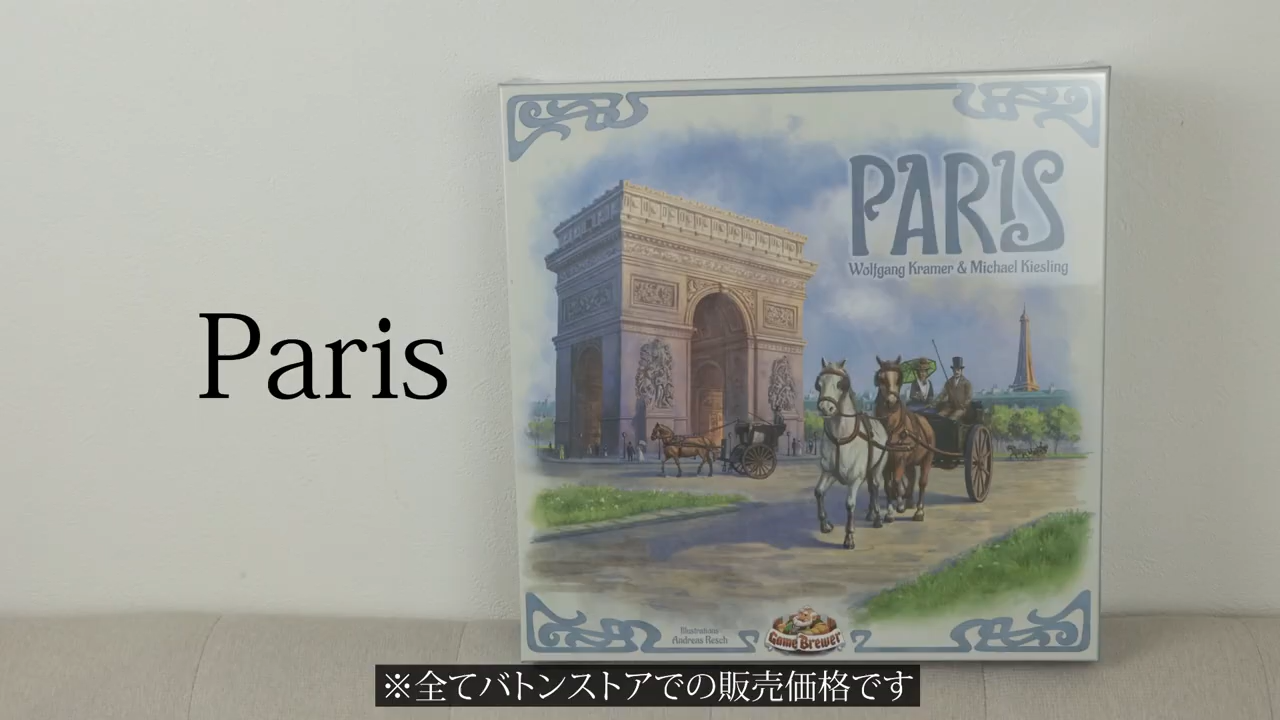 Paris
PARIS
Wolfgang Kramer & Michael Kiesling
Illustrations
Andreas Resch
Game Brewer
※全てバトンストアでの販売価格です